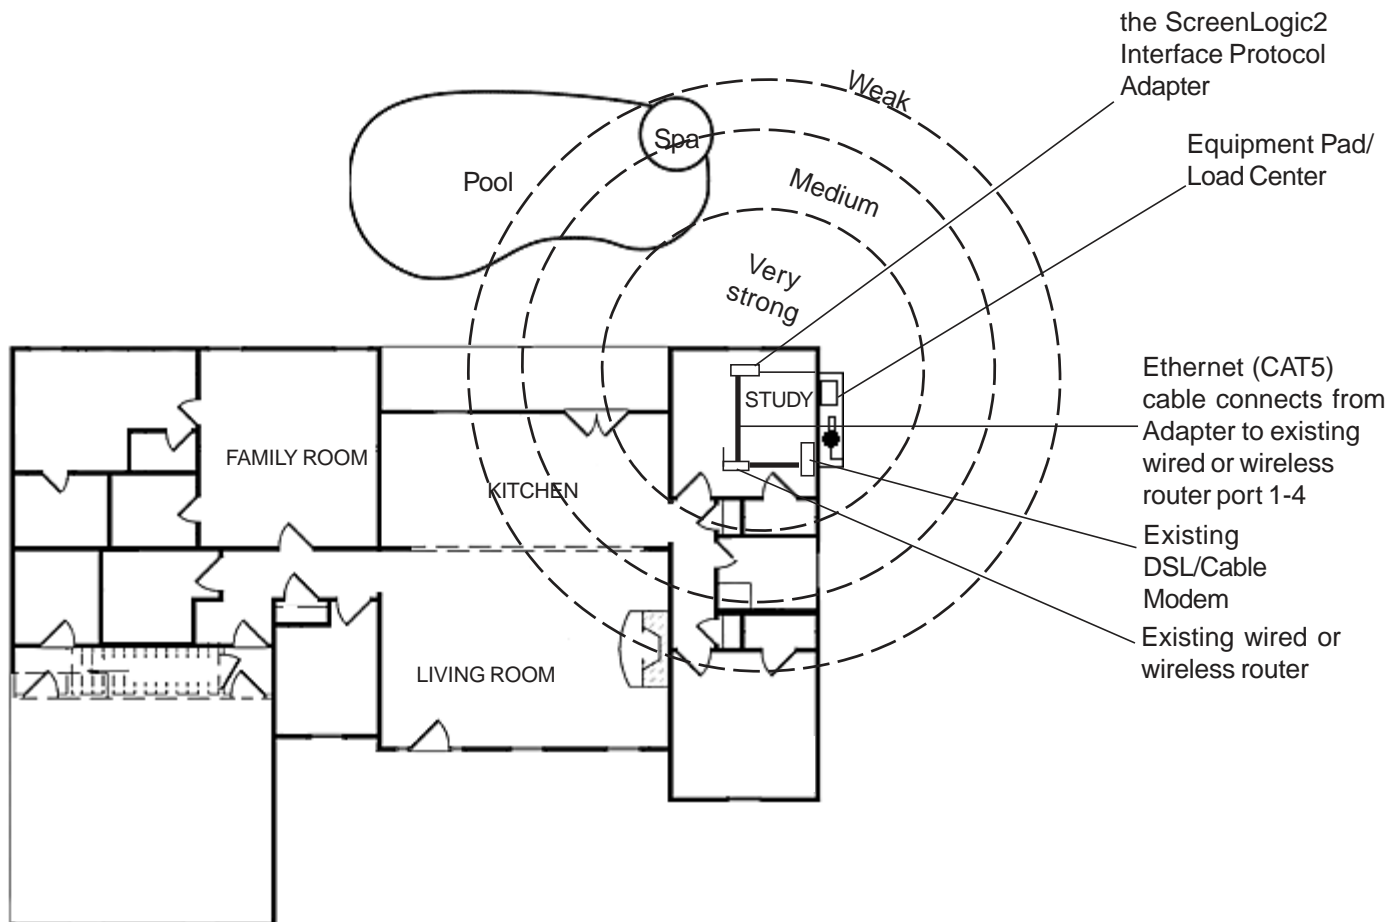 the ScreenLogic2
Interface Protocol
Adapter
Weak
Spa
Equipment Pad/
Load Center
Pool
Medium
Very
strong
Ethernet (CAT5)
cable connects from
Adapter to existing
wired or wireless
router port 1-4
STUDY
FAMILY ROOM
KITCHEN
Existing
DSL/Cable
Modem
Existing wired or
wireless router
LIVING ROOM